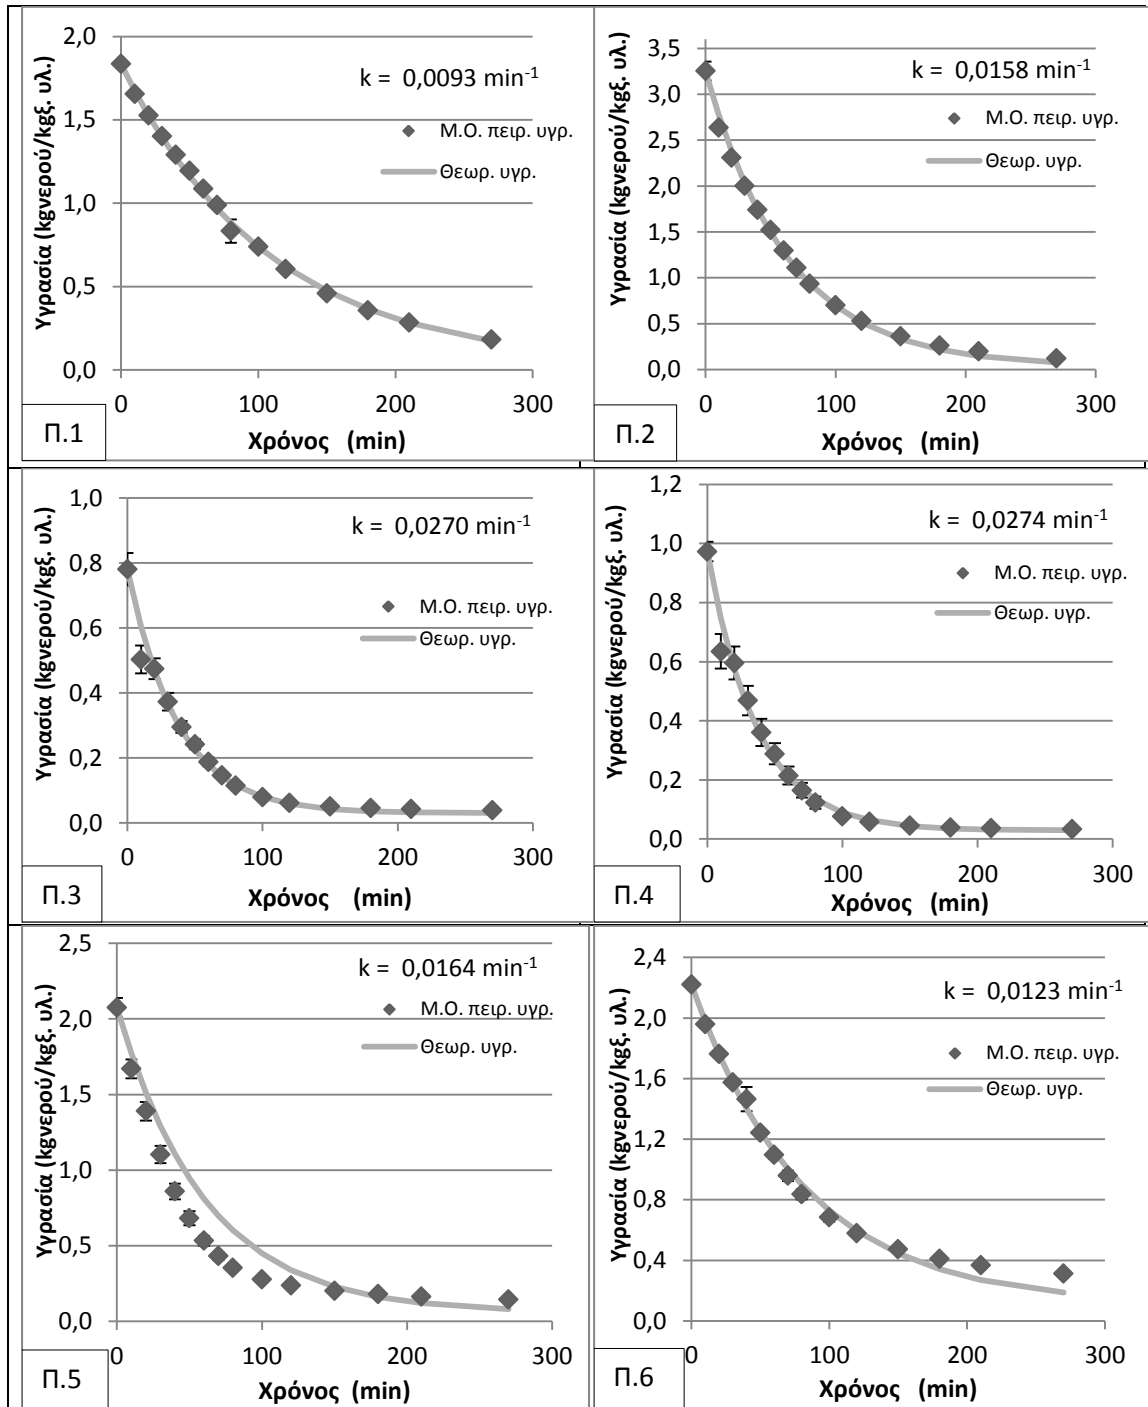 Υγρασία (kgνερού/kgξ. υλ.)
2,0
1,5
1,0
0,5
0,0
k = 0,0093 min-1
Μ.Ο. πειρ. υγρ.
Θεωρ. υγρ.
0 100 200 300
Χρόνος (min)
Π.1
Υγρασία (kgνερού/kgξ. υλ.)
3,5
3,0
2,5
2,0
1,5
1,0
0,5
0,0
k = 0,0158 min-1
Μ.Ο. πειρ. υγρ.
Θεωρ. υγρ.
0 100 200 300
Χρόνος (min)
Π.2
Υγρασία (kgνερού/kgξ. υλ.)
1,0
0,8
0,6
0,4
0,2
0,0
k = 0,0270 min-1
Μ.Ο. πειρ. υγρ.
Θεωρ. υγρ.
0 100 200 300
Χρόνος (min)
Π.3
Υγρασία (kgνερού/kgξ. υλ.)
1,2
1,0
0,8
0,6
0,4
0,2
0,0
k = 0,0274 min-1
Μ.Ο. πειρ. υγρ.
Θεωρ. υγρ.
0 100 200 300
Χρόνος (min)
Π.4
Υγρασία (kgνερού/kgξ. υλ.)
2,5
2,0
1,5
1,0
0,5
0,0
k = 0,0164 min-1
Μ.Ο. πειρ. υγρ.
Θεωρ. υγρ.
0 100 200 300
Χρόνος (min)
Π.5
Υγρασία (kgνερού/kgξ. υλ.)
2,4
2,0
1,6
1,2
0,8
0,4
0,0
k = 0,0123 min-1
Μ.Ο. πειρ. υγρ.
Θεωρ. υγρ.
0 100 200 300
Χρόνος (min)
Π.6